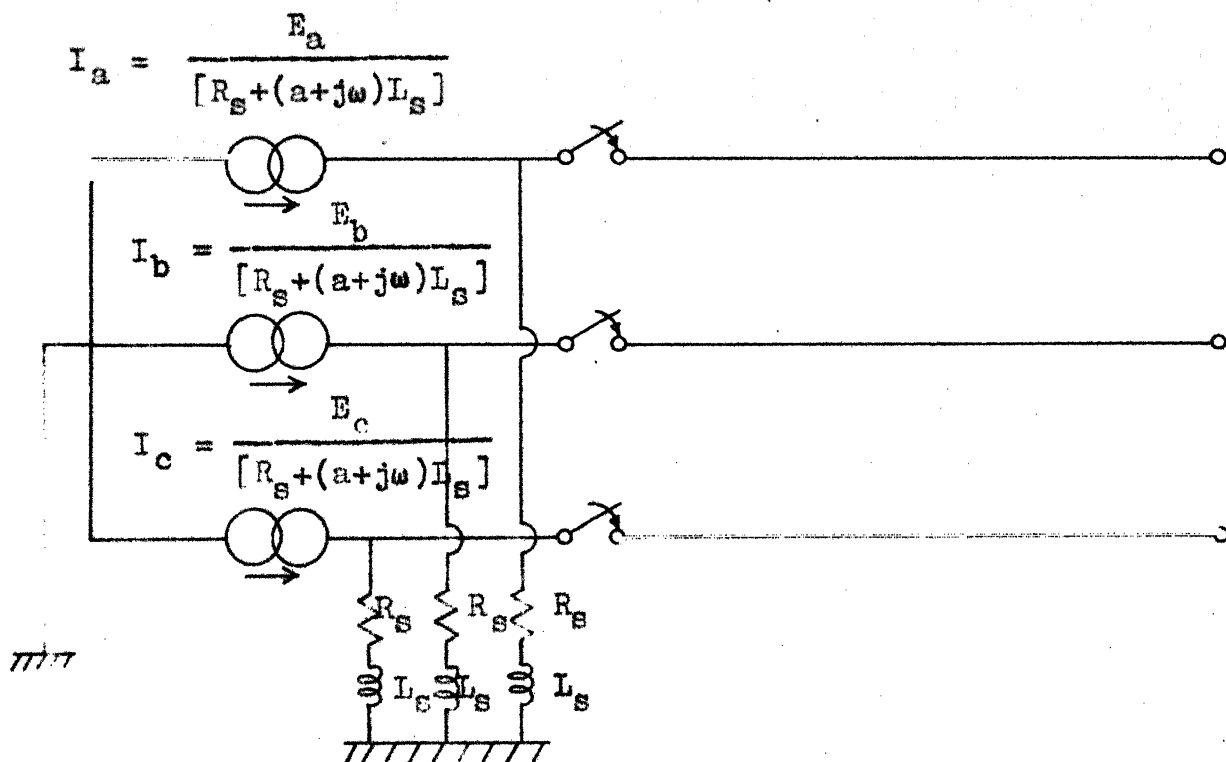 I_a = E_a / [R_s+(a+jω)L_s]
I_b = E_b / [R_s+(a+jω)L_s]
I_c = E_c / [R_s+(a+jω)L_s]
R_s R_s R_s
L_s L_s L_s